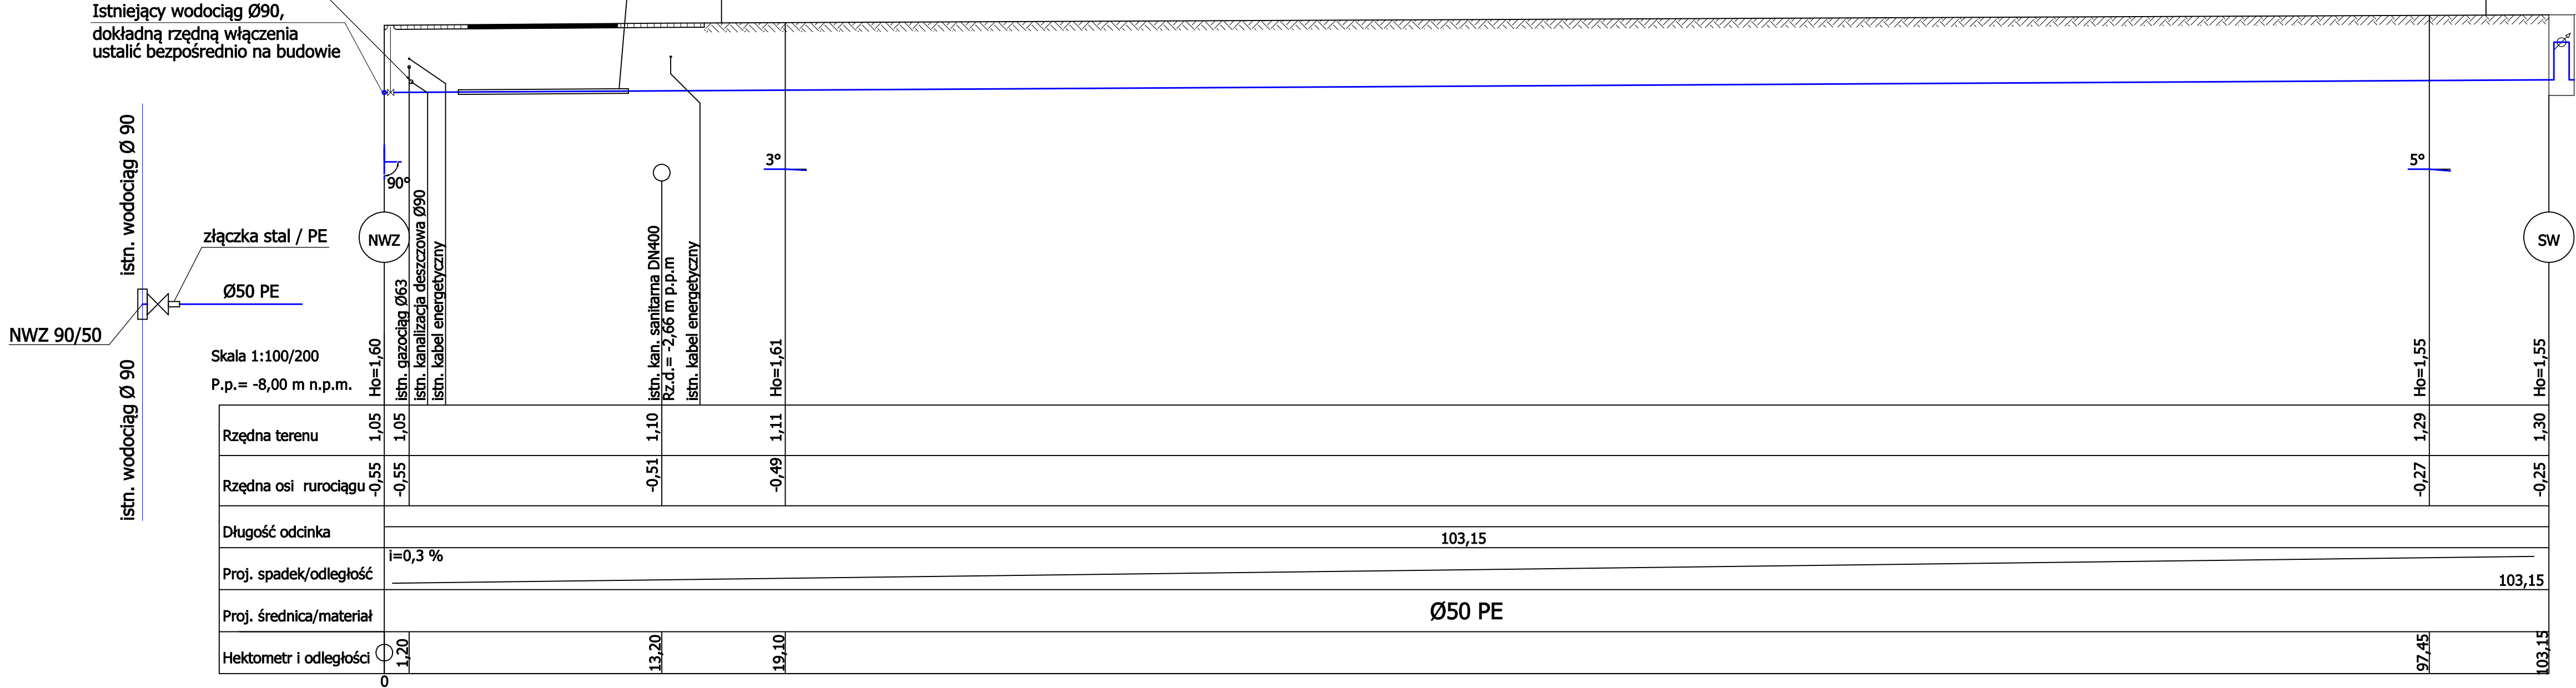 Istniejący wodociąg Ø90,
dokładną rzędną włączenia
ustalić bezpośrednio na budowie
istn. wodociąg Ø 90
złączka stal / PE
Ø50 PE
NWZ 90/50
istn. wodociąg Ø 90
90°
3°
5°
NWZ
SW
Skala 1:100/200
P.p.= -8,00 m n.p.m.
Ho=1,60
istn. gazociąg Ø63
istn. kanalizacja deszczowa Ø90
istn. kabel energetyczny
istn. kan. sanitarna DN400
Rz.d.= -2,66 m p.p.m
istn. kabel energetyczny
Ho=1,61
Ho=1,55
Ho=1,55
Rzędna terenu 1,05 1,05 1,10 1,11 1,29 1,30
Rzędna osi rurociągu -0,55 -0,55 -0,51 -0,49 -0,27 -0,25
Długość odcinka 103,15
i=0,3 %
Proj. spadek/odległość 103,15
Proj. średnica/materiał Ø50 PE
Hektometr i odległości 1,20 13,20 19,10 97,45 103,15
0